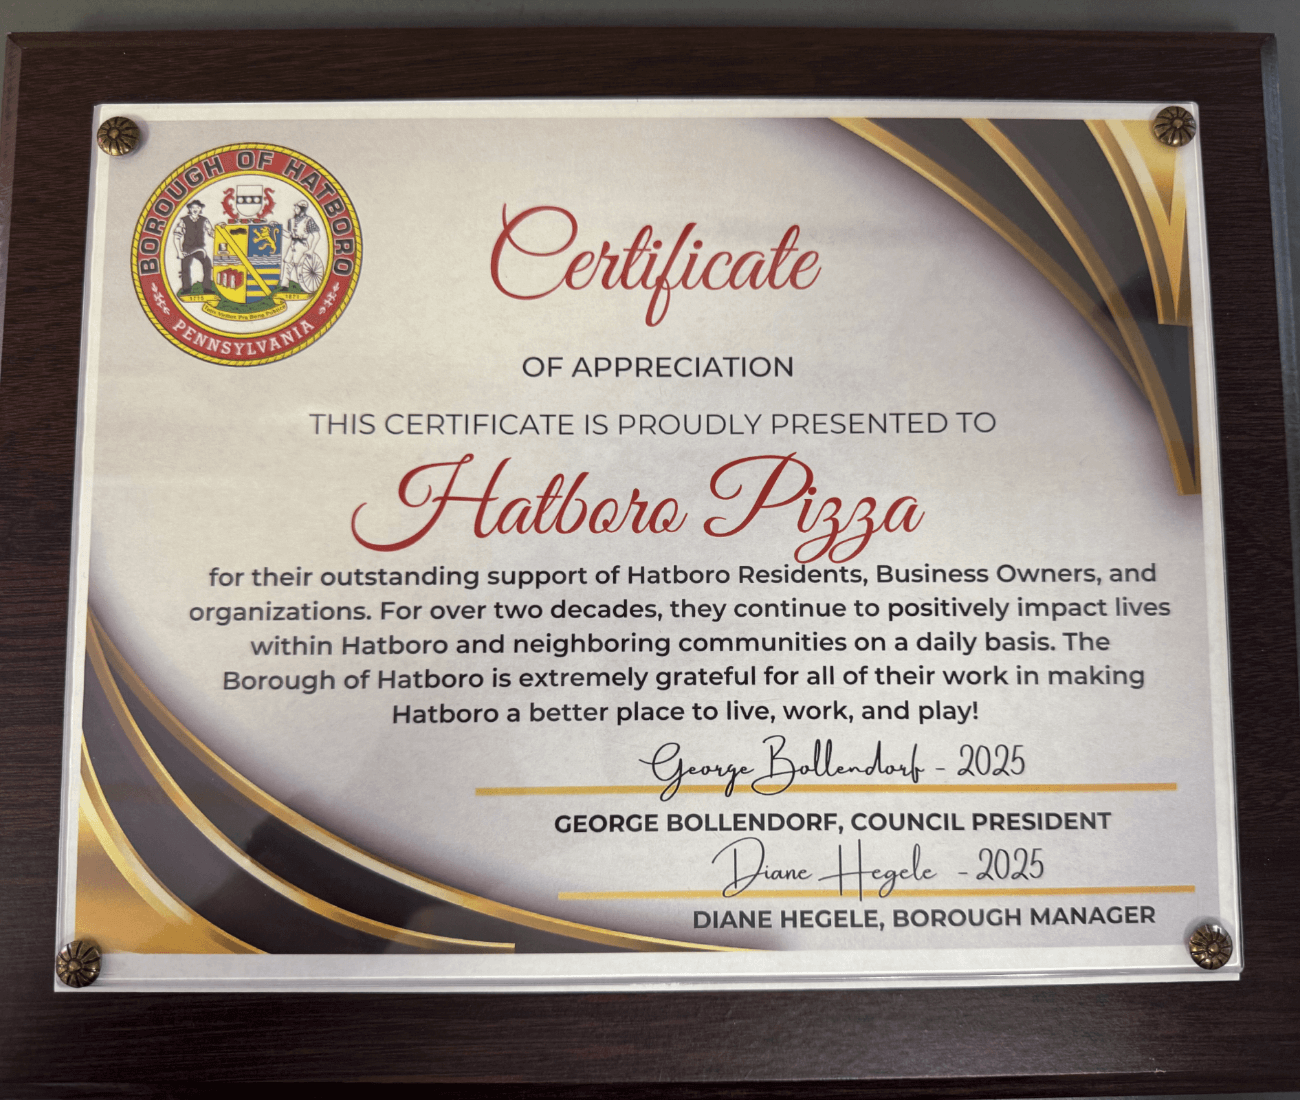 BOROUGH OF HATBORO
1715 1871
PENNSYLVANIA
Certificate
OF APPRECIATION
THIS CERTIFICATE IS PROUDLY PRESENTED TO
Hatboro Pizza
for their outstanding support of Hatboro Residents, Business Owners, and
organizations. For over two decades, they continue to positively impact lives
within Hatboro and neighboring communities on a daily basis. The
Borough of Hatboro is extremely grateful for all of their work in making
Hatboro a better place to live, work, and play!
George Bollendorf - 2025
GEORGE BOLLENDORF, COUNCIL PRESIDENT
Diane Hegele - 2025
DIANE HEGELE, BOROUGH MANAGER